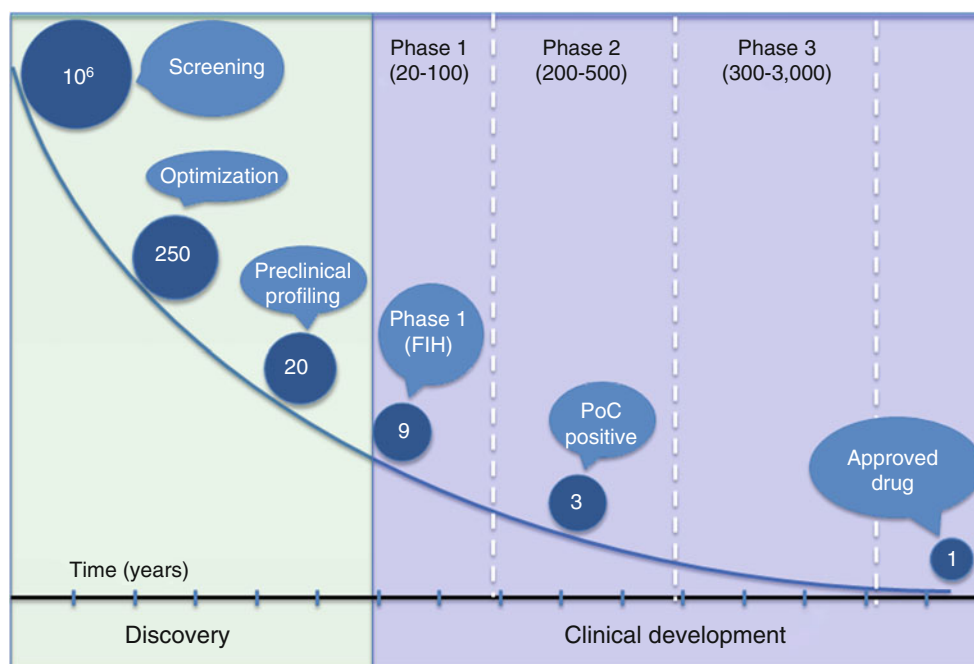 Phase 1
(20-100)
Phase 2
(200-500)
Phase 3
(300-3,000)
10⁶
Screening
Optimization
250
Preclinical
profiling
20
Phase 1
(FIH)
9
PoC
positive
3
Approved
drug
1
Time (years)
Discovery
Clinical development